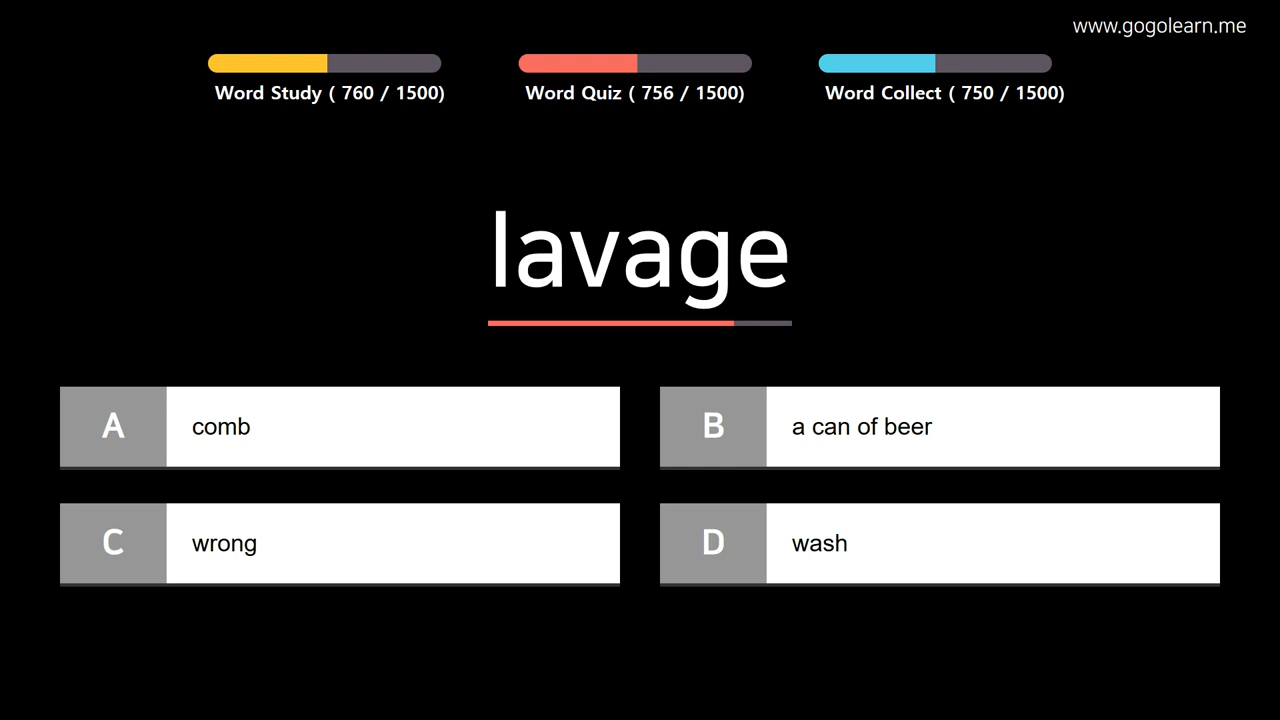 www.gogolearn.me
Word Study ( 760 / 1500)
Word Quiz ( 756 / 1500)
Word Collect ( 750 / 1500)
lavage
A comb
B a can of beer
C wrong
D wash